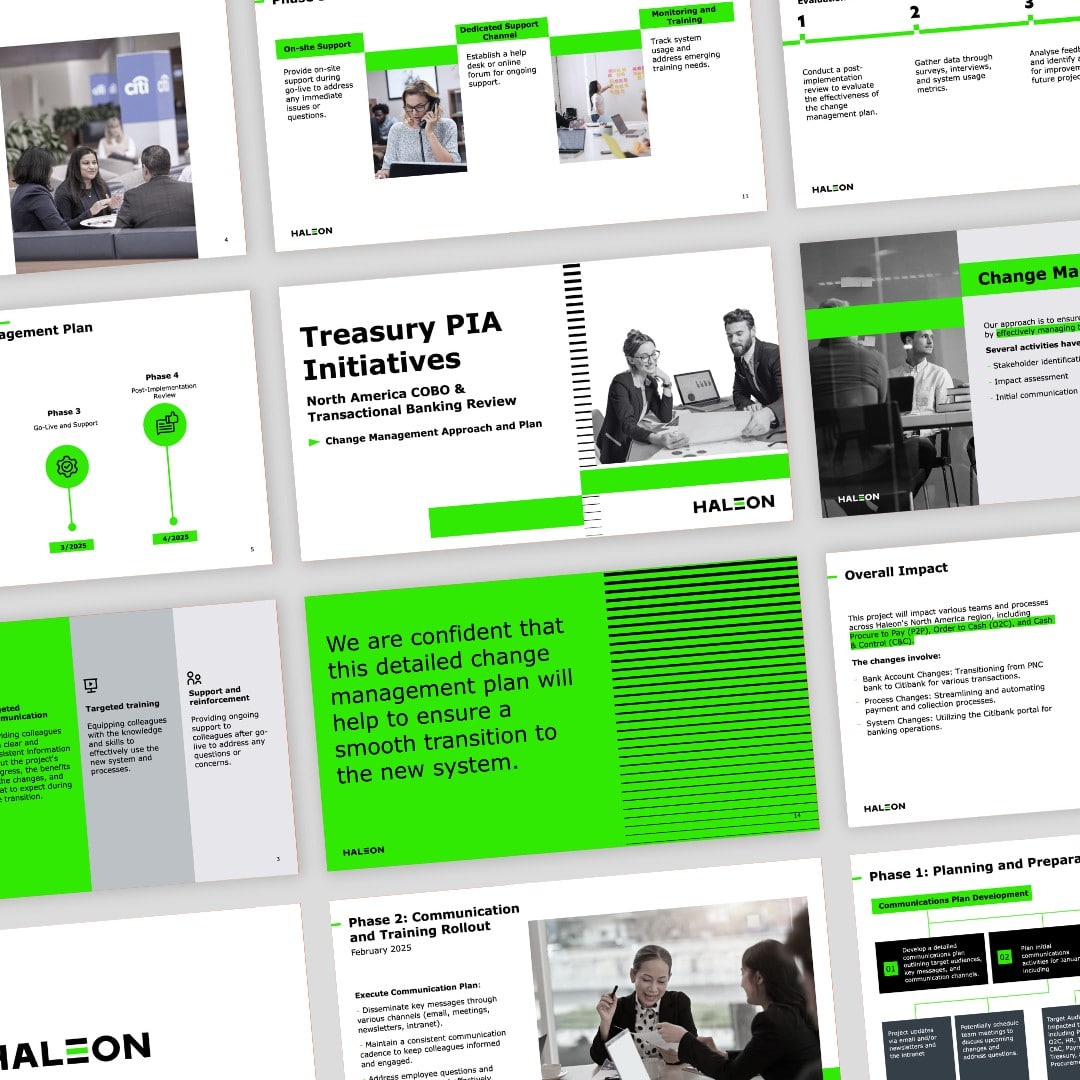 citi
citi
4
On-site Support
Provide on-site
support during
go-live to address
any immediate
issues or
questions.
Dedicated Support
Channel
Establish a help
desk or online
forum for ongoing
support.
Monitoring and
Training
Track system
usage and
address emerging
training needs.
HALEON
11
1
2
3
Conduct a post-
implementation
review to evaluate
the effectiveness of
the change
management plan.
Gather data through
surveys, interviews,
and system usage
metrics.
Analyse feedb
and identify a
for improvem
future projec
HALEON
agement Plan
Phase 3
Go-Live and Support
3/2025
Phase 4
Post-Implementation
Review
4/2025
5
Treasury PIA
Initiatives
North America COBO &
Transactional Banking Review
Change Management Approach and Plan
HALEON
Change Ma
Our approach is to ensure
by effectively managing t
Several activities have
- Stakeholder identificati
- Impact assessment
- Initial communication
HALEON
geted
munication
viding colleagues
clear and
sistent information
ut the project's
gress, the benefits
the changes, and
at to expect during
e transition.
Targeted training
Equipping colleagues
with the knowledge
and skills to
effectively use the
new system and
processes.
Support and
reinforcement
Providing ongoing
support to
colleagues after go-
live to address any
questions or
concerns.
3
We are confident that
this detailed change
management plan will
help to ensure a
smooth transition to
the new system.
HALEON
14
Overall Impact
This project will impact various teams and processes
across Haleon's North America region, including
Procure to Pay (P2P), Order to Cash (O2C), and Cash
& Control (C&C).
The changes involve:
- Bank Account Changes: Transitioning from PNC
bank to Citibank for various transactions.
- Process Changes: Streamlining and automating
payment and collection processes.
- System Changes: Utilizing the Citibank portal for
banking operations.
HALEON
HALEON
Phase 2: Communication
and Training Rollout
February 2025
Execute Communication Plan:
- Disseminate key messages through
various channels (email, meetings,
newsletters, intranet).
- Maintain a consistent communication
cadence to keep colleagues informed
and engaged.
- Address employee questions and
Phase 1: Planning and Prepara
Communications Plan Development
01
Develop a detailed
communications plan
outlining target audiences,
key messages, and
communication channels.
02
Plan initial
communications
activities for Januar
including
Project updates
via email and/or
newsletters and
the intranet
Potentially schedule
team meetings to
discuss upcoming
changes and
address questions.
Target Aud
Impacted t
including P
O2C, HR, T
C&C, Payr
Treasury,
Procureme